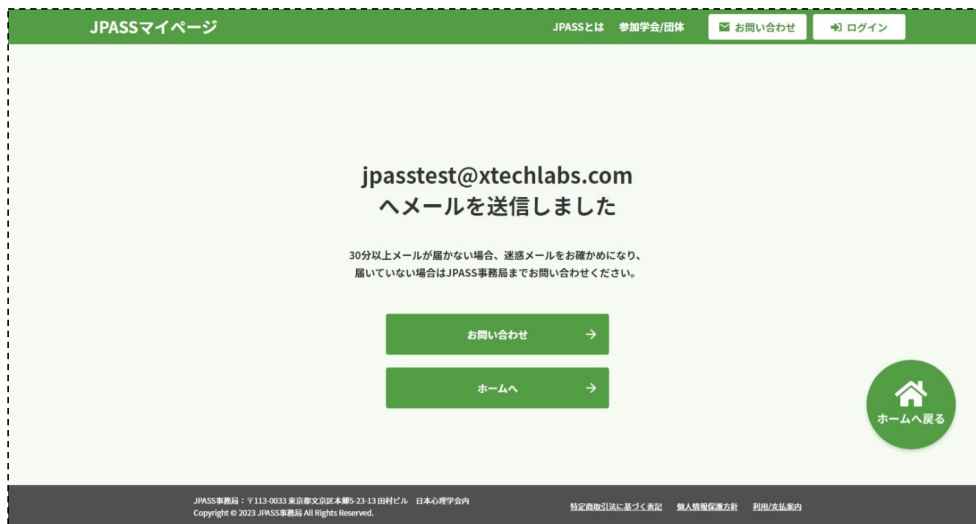 JPASSマイページ
JPASSとは 参加学会/団体 お問い合わせ ログイン
jpasstest@xtechlabs.com
へメールを送信しました
30分以上メールが届かない場合、迷惑メールをお確かめになり、
届いていない場合はJPASS事務局までお問い合わせください。
お問い合わせ
ホームへ
ホームへ戻る
JPASS事務局：〒113-0033 東京都文京区本郷5-23-13 田村ビル 日本心理学会内
Copyright © 2023 JPASS事務局 All Rights Reserved.
特定商取引法に基づく表記 個人情報保護方針 利用/支払案内